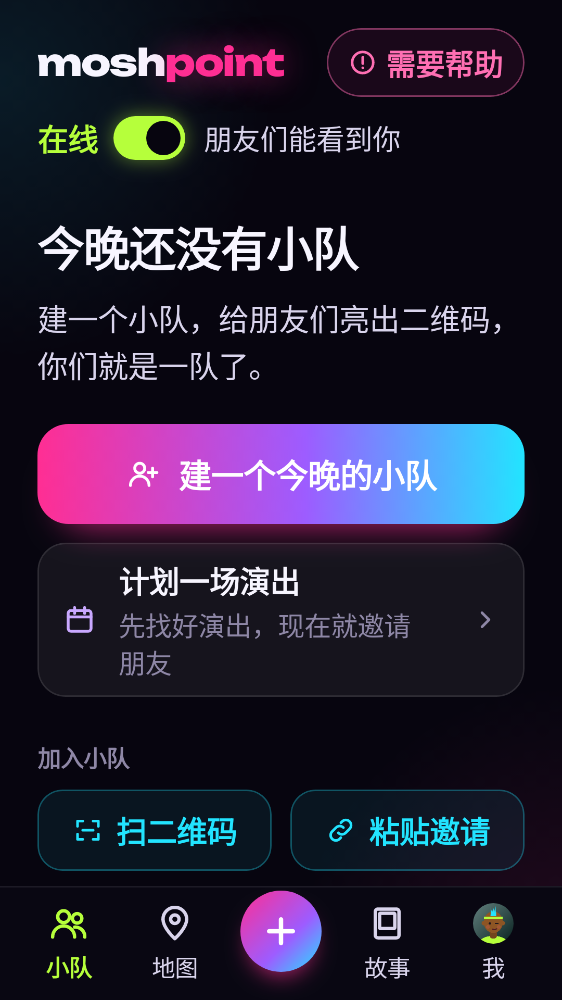 moshpoint
需要帮助
在线
朋友们能看到你
今晚还没有小队
建一个小队，给朋友们亮出二维码，
你们就是一队了。
建一个今晚的小队
计划一场演出
先找好演出，现在就邀请
朋友
加入小队
扫二维码
粘贴邀请
小队
地图
故事
我